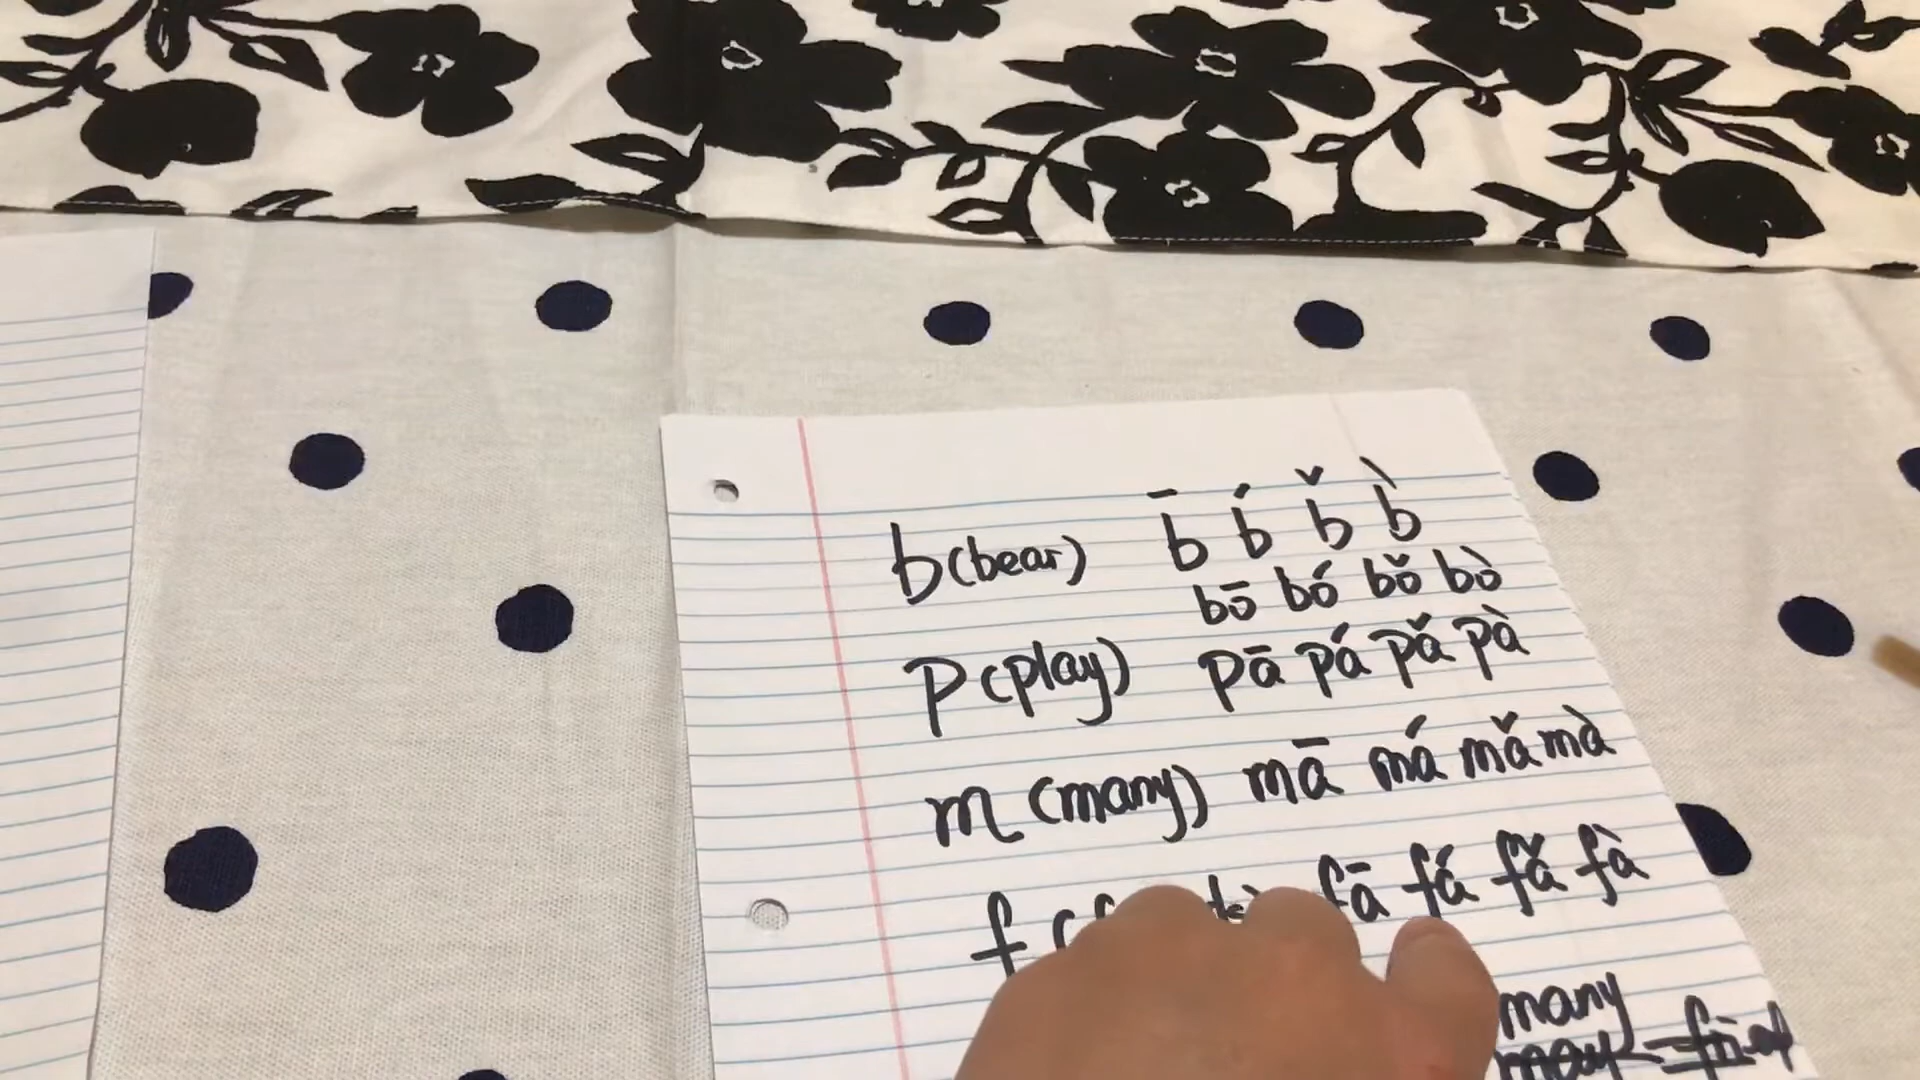 b (bear) b̄ b́ b̌ b̀
bō bó bǒ bò
p (play) pā pá pǎ pà
m (many) mā má mǎ mà
f fā fá fǎ fà
many